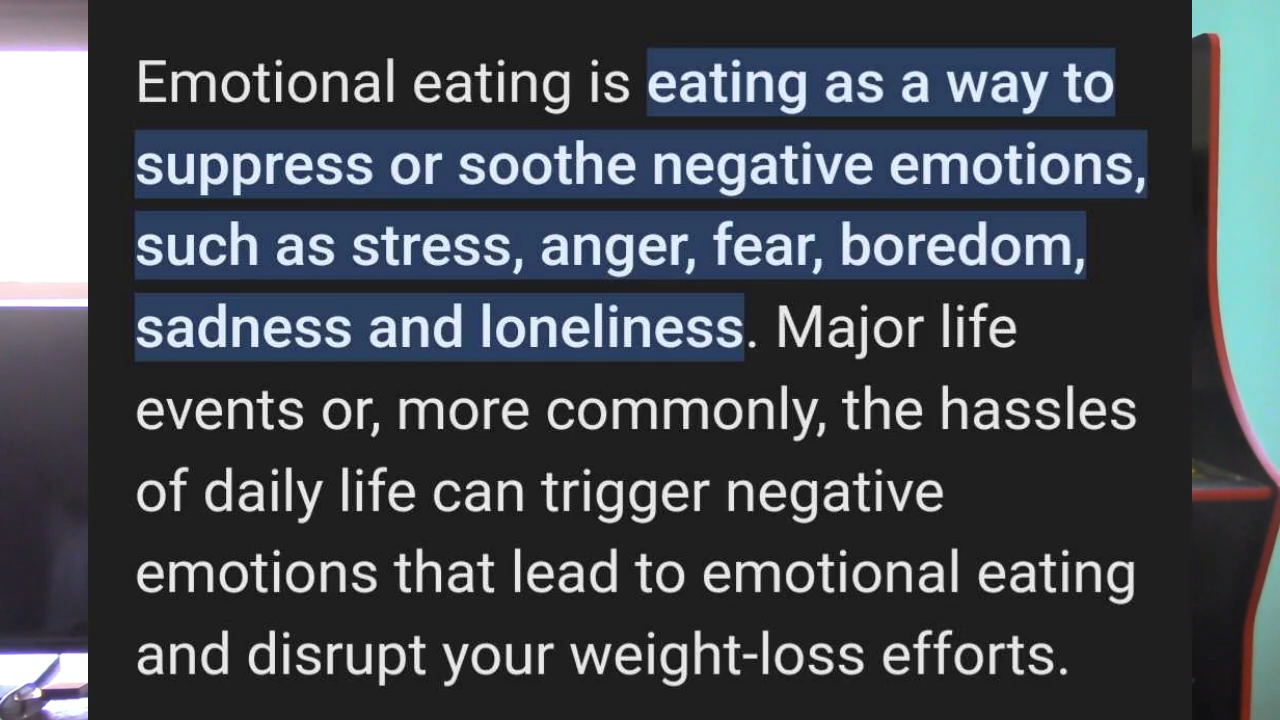 Emotional eating is eating as a way to
suppress or soothe negative emotions,
such as stress, anger, fear, boredom,
sadness and loneliness. Major life
events or, more commonly, the hassles
of daily life can trigger negative
emotions that lead to emotional eating
and disrupt your weight-loss efforts.